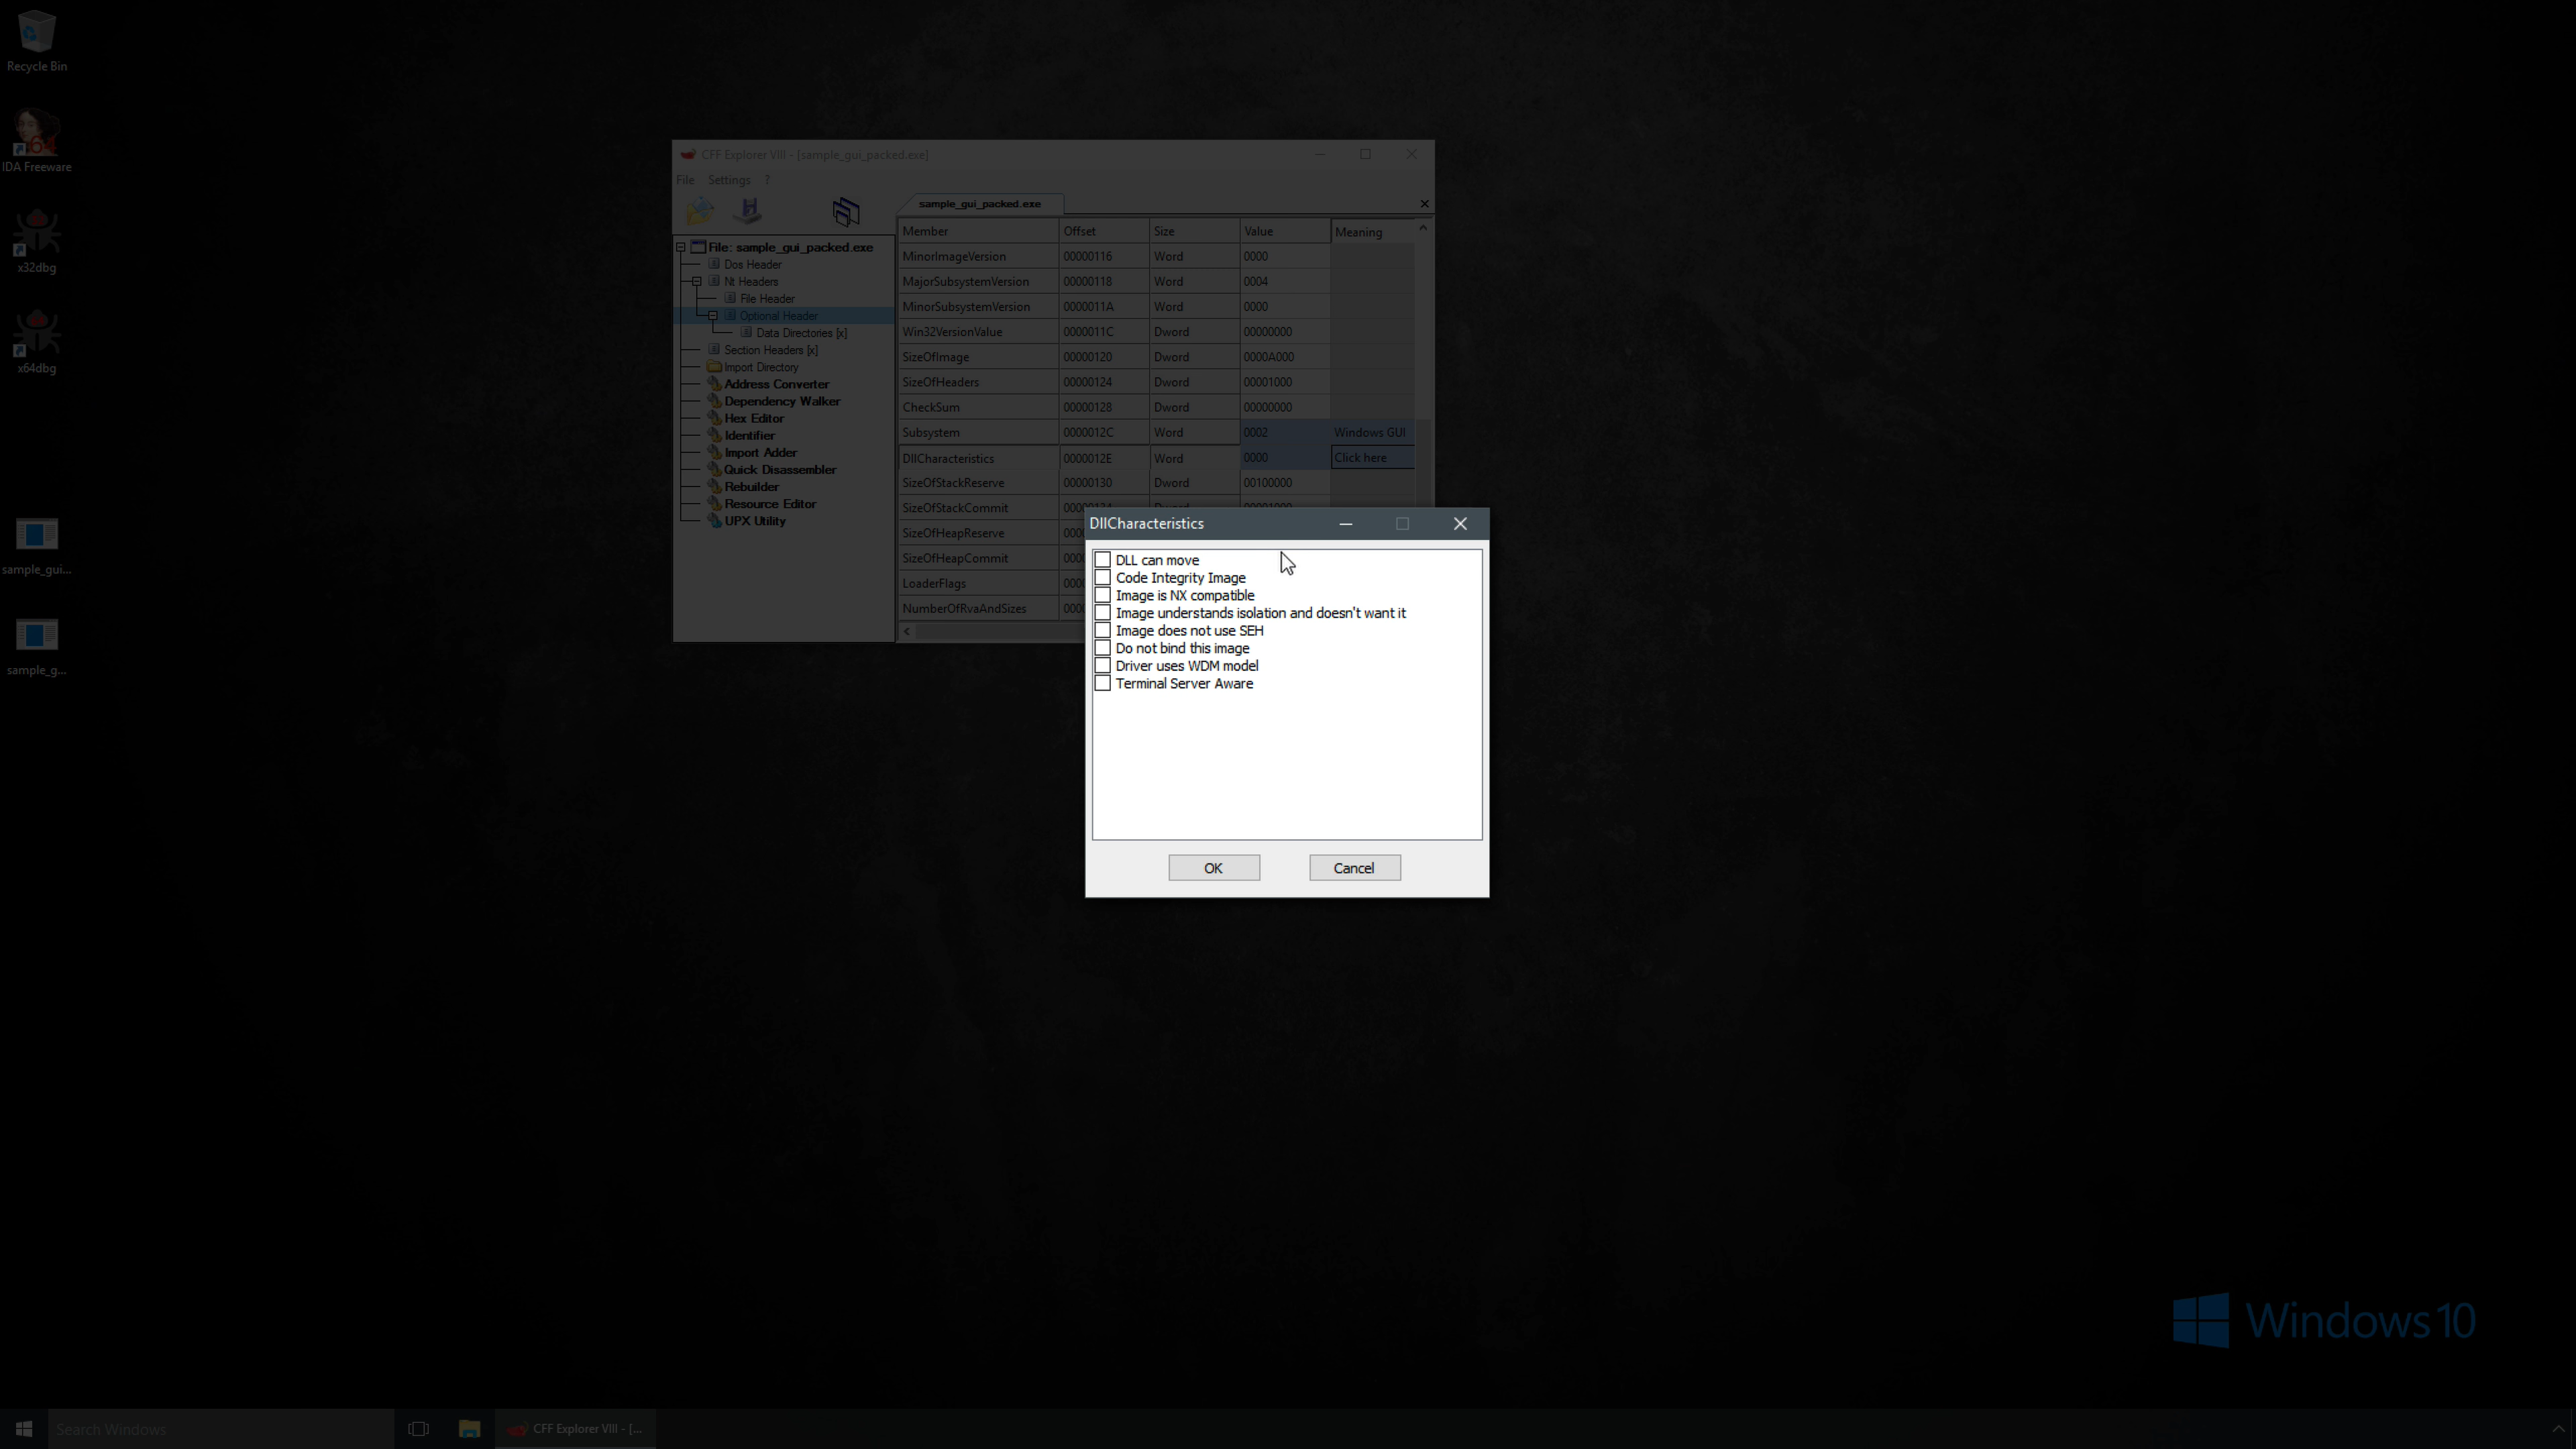 Recycle Bin
IDA Freeware
x32dbg
x64dbg
sample_gui...
sample_g...
CFF Explorer VIII - [sample_gui_packed.exe]
File Settings ?
sample_gui_packed.exe
File: sample_gui_packed.exe
Dos Header
Nt Headers
File Header
Optional Header
Data Directories [x]
Section Headers [x]
Import Directory
Address Converter
Dependency Walker
Hex Editor
Identifier
Import Adder
Quick Disassembler
Rebuilder
Resource Editor
UPX Utility
Member Offset Size Value Meaning
MinorImageVersion 00000116 Word 0000
MajorSubsystemVersion 00000118 Word 0004
MinorSubsystemVersion 0000011A Word 0000
Win32VersionValue 0000011C Dword 00000000
SizeOfImage 00000120 Dword 0000A000
SizeOfHeaders 00000124 Dword 00001000
CheckSum 00000128 Dword 00000000
Subsystem 0000012C Word 0002 Windows GUI
DllCharacteristics 0000012E Word 0000 Click here
SizeOfStackReserve 00000130 Dword 00100000
SizeOfStackCommit
SizeOfHeapReserve 000
SizeOfHeapCommit 000
LoaderFlags 000
NumberOfRvaAndSizes 000
DllCharacteristics
DLL can move
Code Integrity Image
Image is NX compatible
Image understands isolation and doesn't want it
Image does not use SEH
Do not bind this image
Driver uses WDM model
Terminal Server Aware
OK Cancel
Windows 10
Search Windows
CFF Explorer VIII - [...